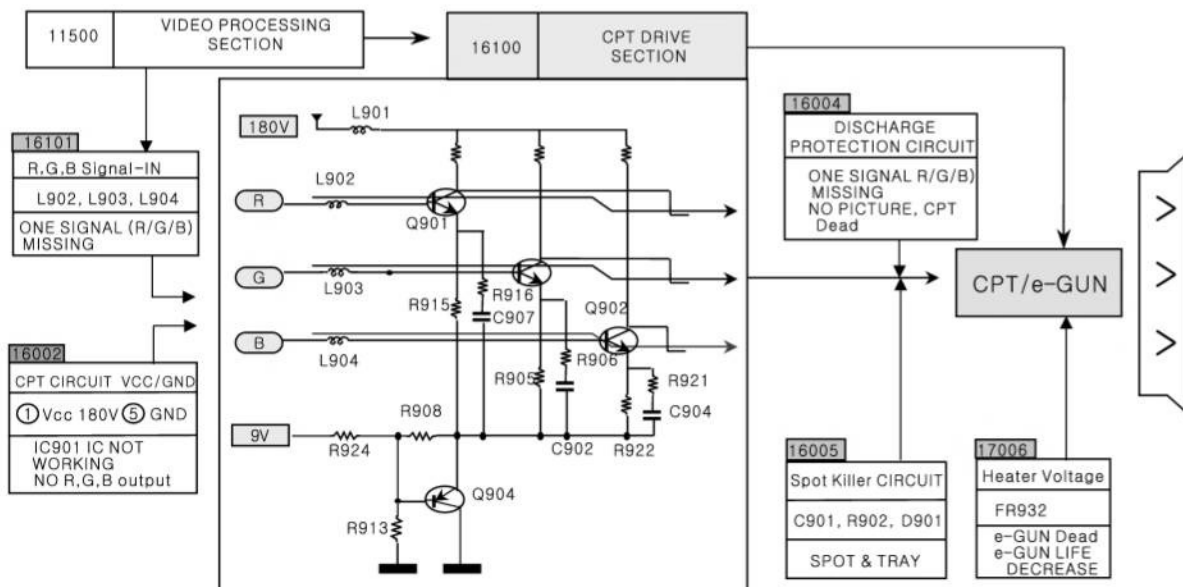 11500
VIDEO PROCESSING
SECTION
16100
CPT DRIVE
SECTION
16101
R,G,B Signal-IN
L902, L903, L904
ONE SIGNAL (R/G/B)
MISSING
16002
CPT CIRCUIT VCC/GND
① Vcc 180V ⑤ GND
IC901 IC NOT
WORKING
NO R,G,B output
180V
L901
R
L902
Q901
G
L903
R916
R915
C907
Q902
B
L904
R906
R905
R921
C904
R908
9V
R924
C902
R922
Q904
R913
16004
DISCHARGE
PROTECTION CIRCUIT
ONE SIGNAL R/G/B)
MISSING
NO PICTURE, CPT
Dead
CPT/e-GUN
16005
Spot Killer CIRCUIT
C901, R902, D901
SPOT & TRAY
17006
Heater Voltage
FR932
e-GUN Dead
e-GUN LIFE
DECREASE